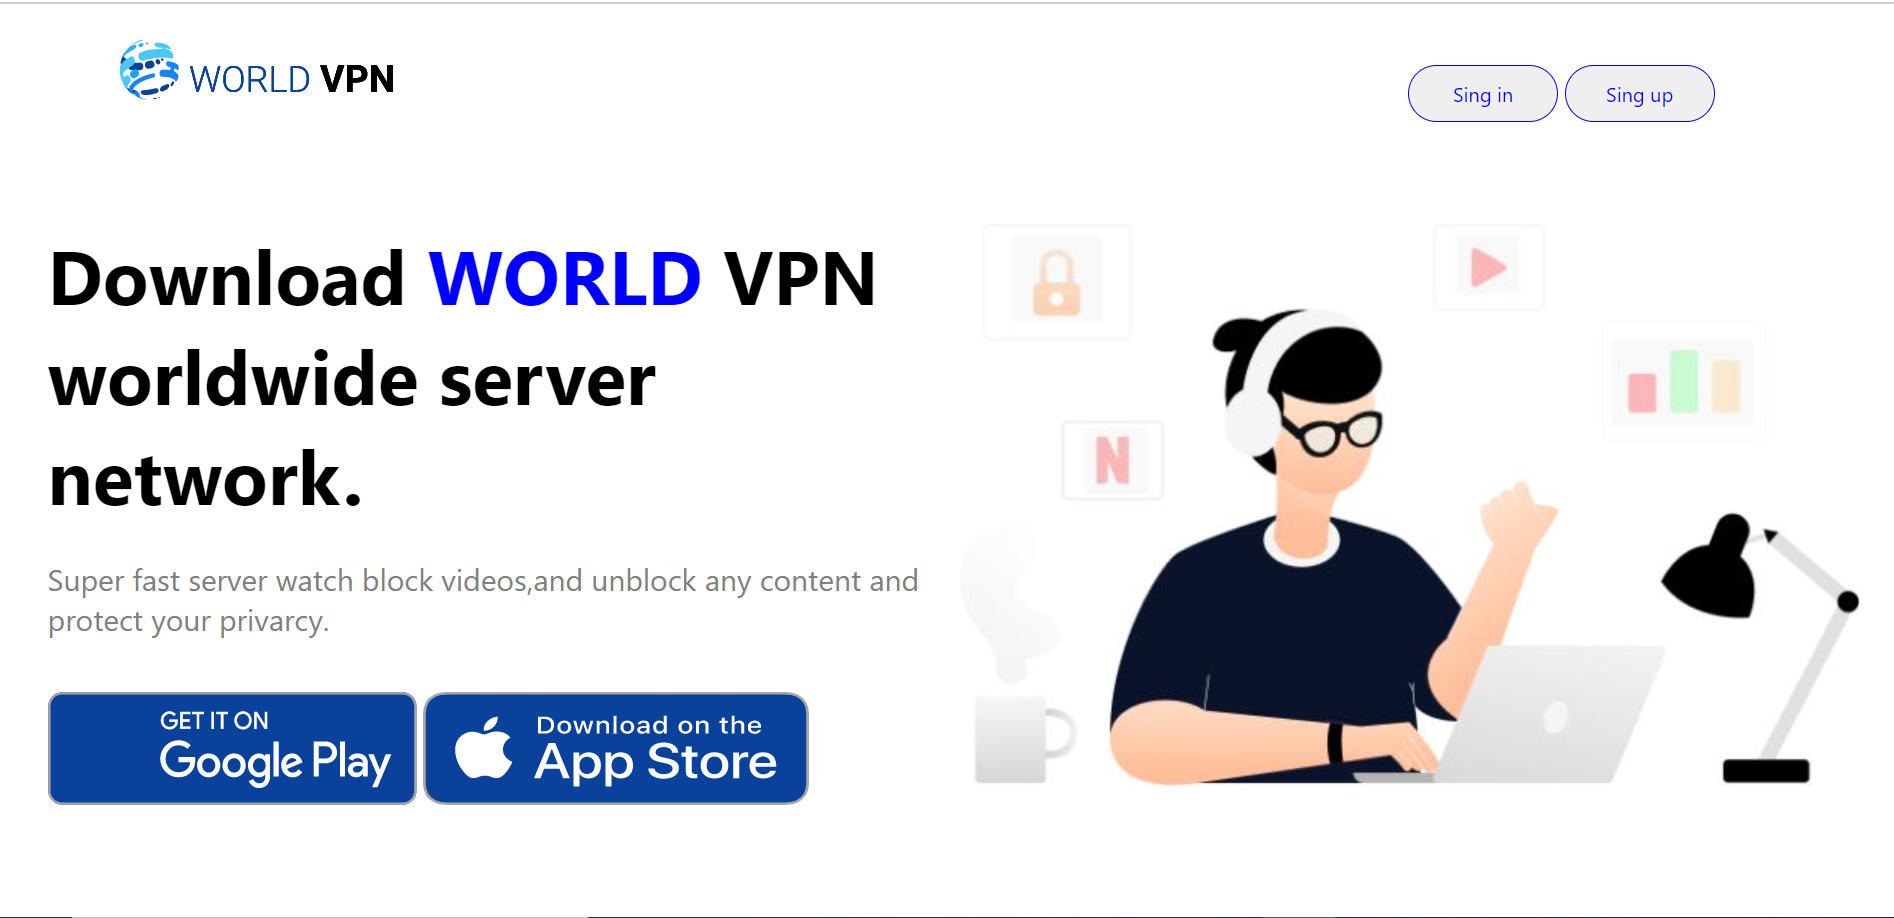 WORLD VPN
Sing in
Sing up
Download WORLD VPN
worldwide server
network.
Super fast server watch block videos,and unblock any content and
protect your privarcy.
GET IT ON
Google Play
Download on the
App Store
N